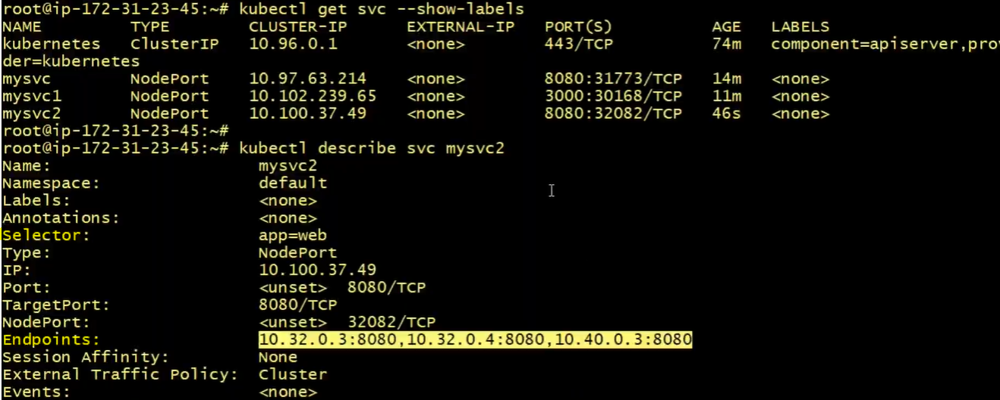 root@ip-172-31-23-45:~# kubectl get svc --show-labels
NAME TYPE CLUSTER-IP EXTERNAL-IP PORT(S) AGE LABELS
kubernetes ClusterIP 10.96.0.1 <none> 443/TCP 74m component=apiserver,prov
der=kubernetes
mysvc NodePort 10.97.63.214 <none> 8080:31773/TCP 14m <none>
mysvc1 NodePort 10.102.239.65 <none> 3000:30168/TCP 11m <none>
mysvc2 NodePort 10.100.37.49 <none> 8080:32082/TCP 46s <none>
root@ip-172-31-23-45:~#
root@ip-172-31-23-45:~# kubectl describe svc mysvc2
Name: mysvc2
Namespace: default
Labels: <none>
Annotations: <none>
Selector: app=web
Type: NodePort
IP: 10.100.37.49
Port: <unset> 8080/TCP
TargetPort: 8080/TCP
NodePort: <unset> 32082/TCP
Endpoints: 10.32.0.3:8080,10.32.0.4:8080,10.40.0.3:8080
Session Affinity: None
External Traffic Policy: Cluster
Events: <none>